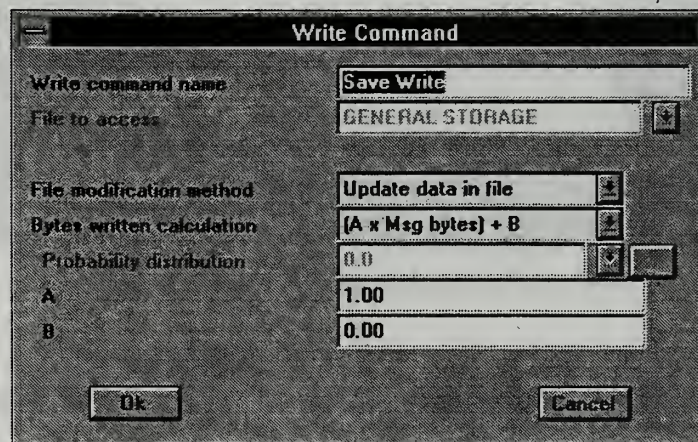 Write Command
Write command name Save Write
File to access GENERAL STORAGE
File modification method Update data in file
Bytes written calculation (A x Msg bytes) + B
Probability distribution 0.0
A 1.00
B 0.00
Ok Cancel